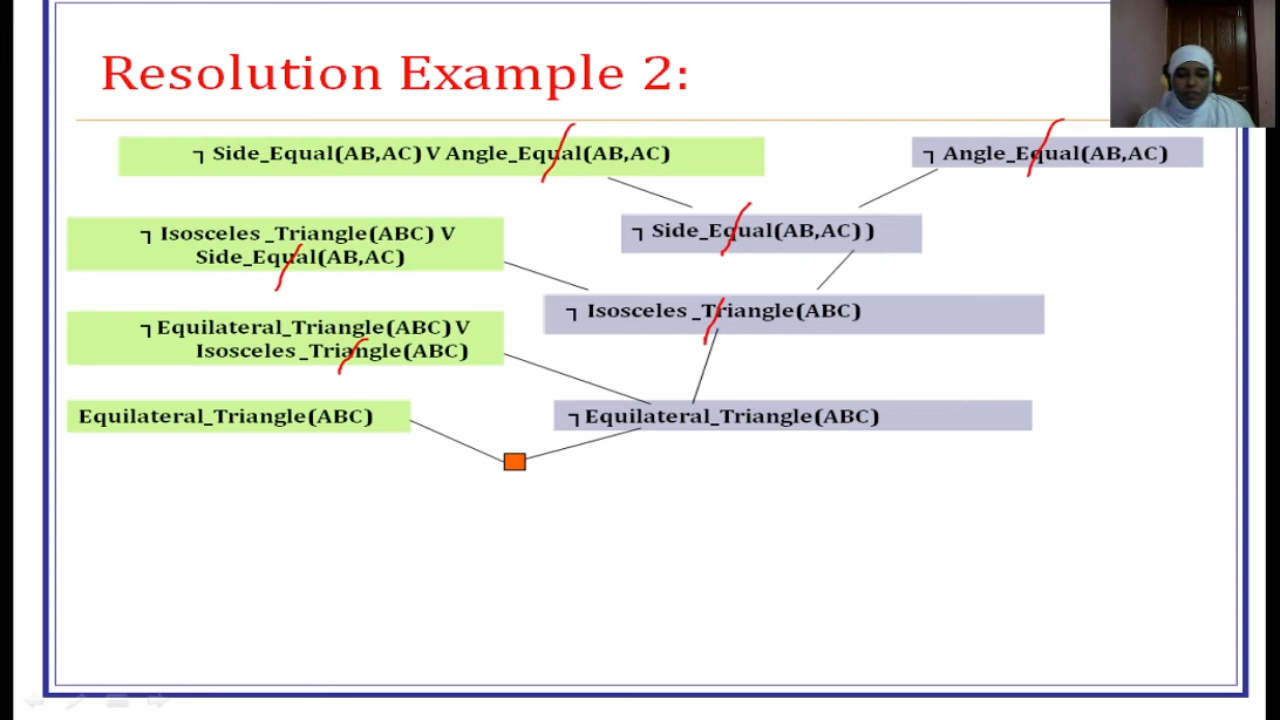 Resolution Example 2:
┐ Side_Equal(AB,AC) V Angle_Equal(AB,AC)
┐ Angle_Equal(AB,AC)
┐ Isosceles _Triangle(ABC) V
Side_Equal(AB,AC)
┐ Side_Equal(AB,AC) )
┐ Isosceles _Triangle(ABC)
┐Equilateral_Triangle(ABC) V
Isosceles _Triangle(ABC)
Equilateral_Triangle(ABC)
┐Equilateral_Triangle(ABC)